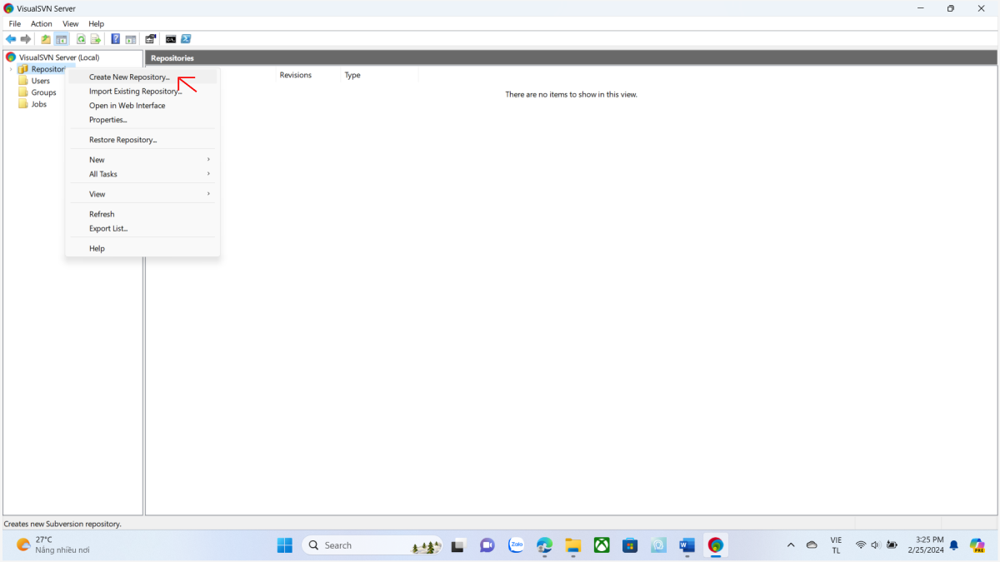 VisualSVN Server
File Action View Help
VisualSVN Server (Local)
Repositories
Users
Groups
Jobs
Create New Repository...
Import Existing Repository...
Open in Web Interface
Properties...
Restore Repository...
New
All Tasks
View
Refresh
Export List...
Help
Revisions Type
There are no items to show in this view.
Creates new Subversion repository.
27°C
Nắng nhiều nơi
Search
Zalo
VIE
TL
3:25 PM
2/25/2024
PRE